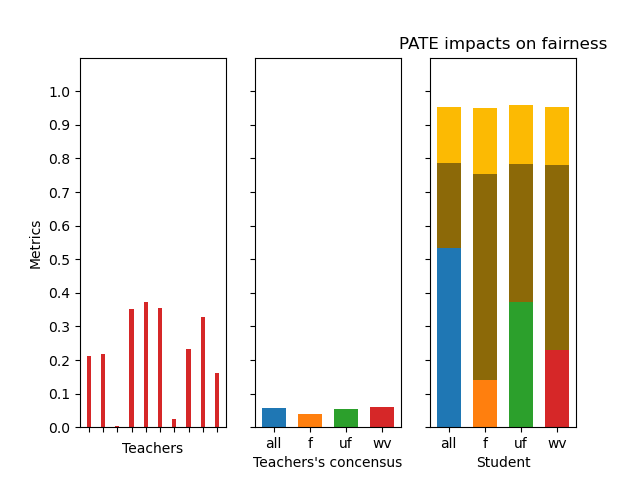 PATE impacts on fairness
Metrics
1.0
0.9
0.8
0.7
0.6
0.5
0.4
0.3
0.2
0.1
0.0
Teachers
all f uf wv
Teachers's concensus
all f uf wv
Student